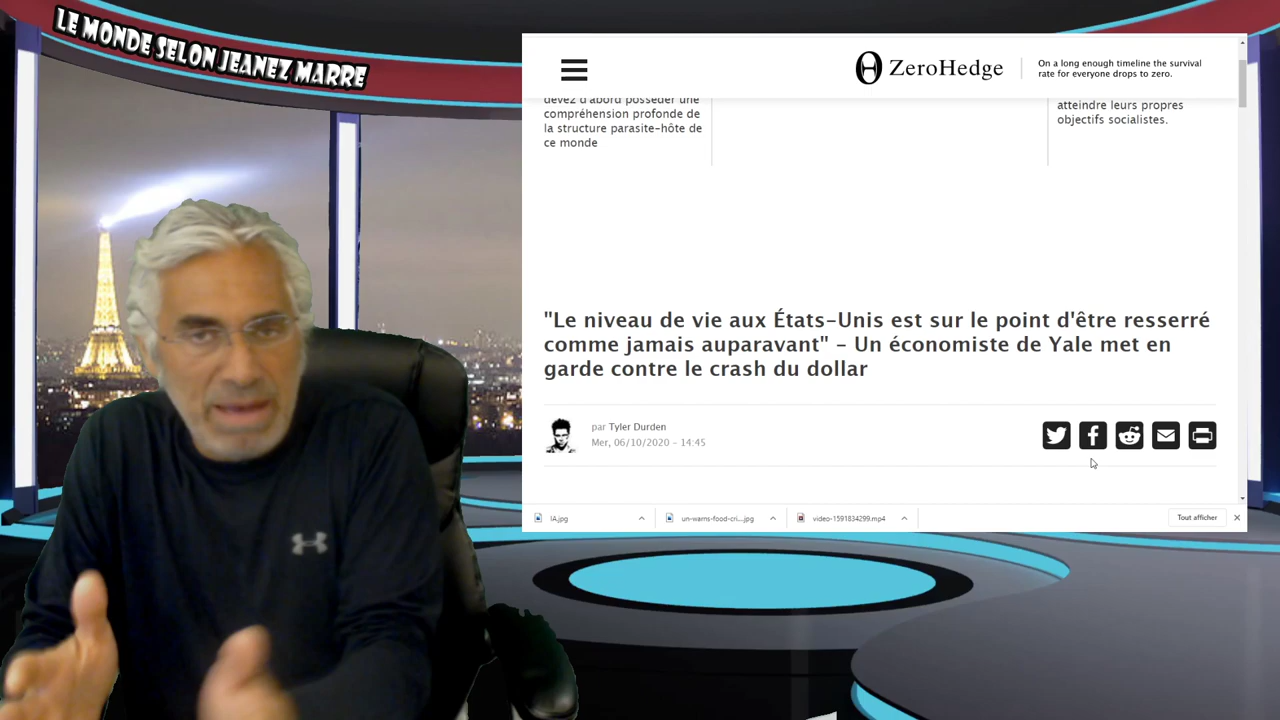 LE MONDE SELON JEANEZ MARRE
ZeroHedge
On a long enough timeline the survival
rate for everyone drops to zero.
devez d'abord posséder une
compréhension profonde de
la structure parasite-hôte de
ce monde
atteindre leurs propres
objectifs socialistes.
"Le niveau de vie aux États-Unis est sur le point d'être resserré
comme jamais auparavant" - Un économiste de Yale met en
garde contre le crash du dollar
par Tyler Durden
Mer, 06/10/2020 - 14:45
IA.jpg
un-warns-food-cri....jpg
video-1591834299.mp4
Tout afficher